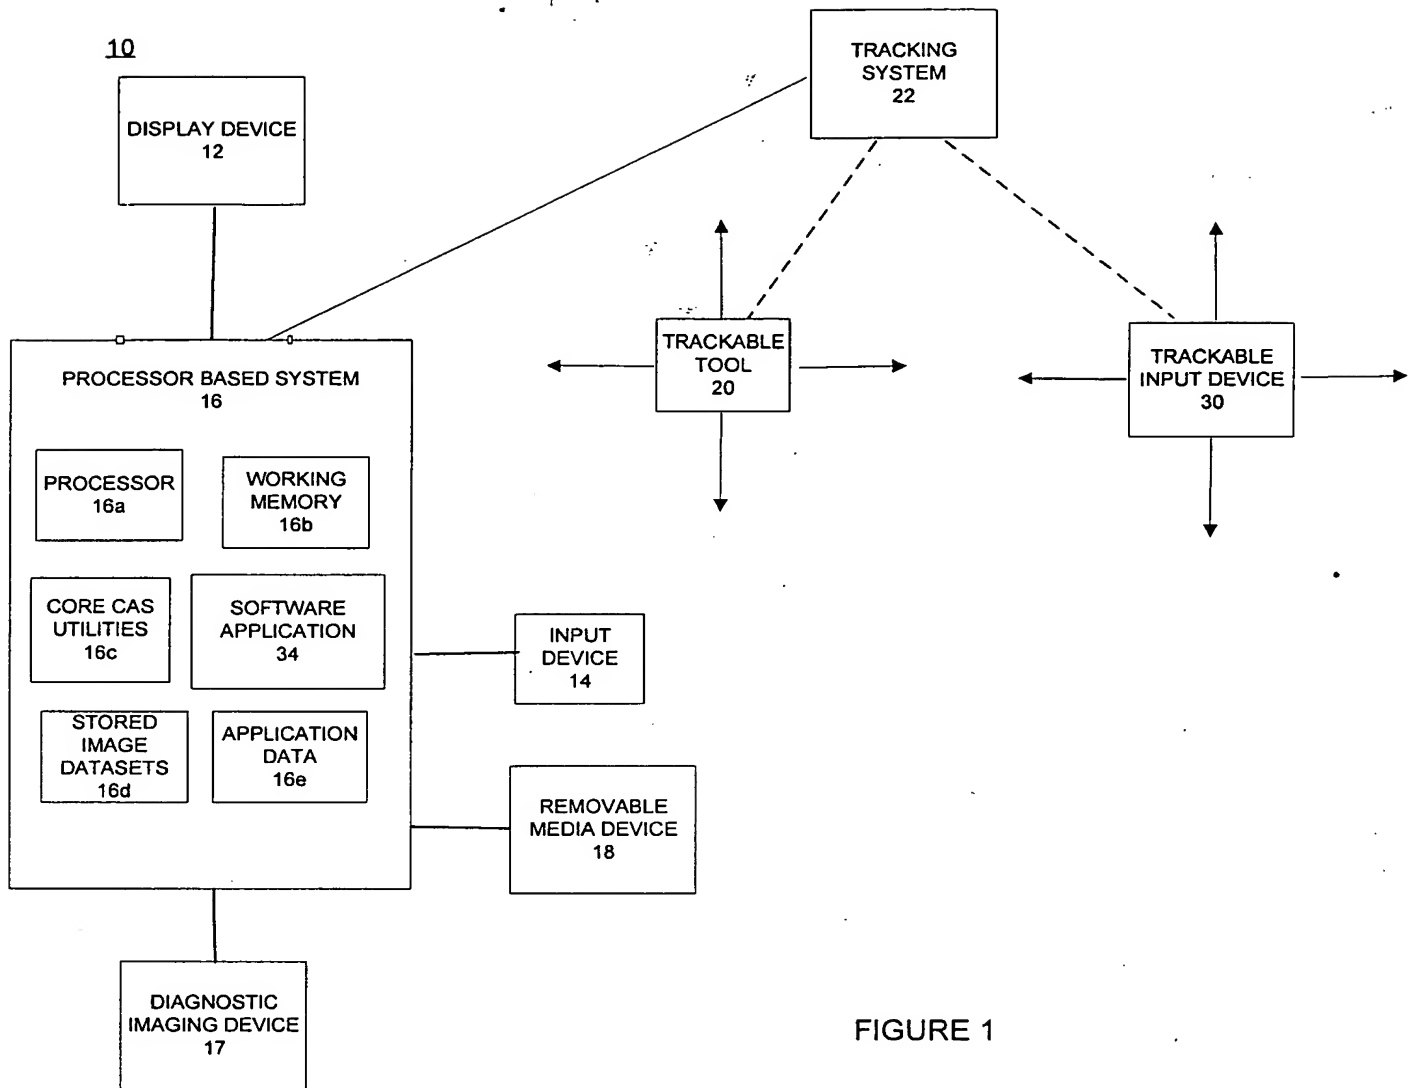 10
TRACKING
SYSTEM
22
DISPLAY DEVICE
12
TRACKABLE
TOOL
20
TRACKABLE
INPUT DEVICE
30
PROCESSOR BASED SYSTEM
16
PROCESSOR
16a
WORKING
MEMORY
16b
CORE CAS
UTILITIES
16c
SOFTWARE
APPLICATION
34
INPUT
DEVICE
14
STORED
IMAGE
DATASETS
16d
APPLICATION
DATA
16e
REMOVABLE
MEDIA DEVICE
18
DIAGNOSTIC
IMAGING DEVICE
17
FIGURE 1